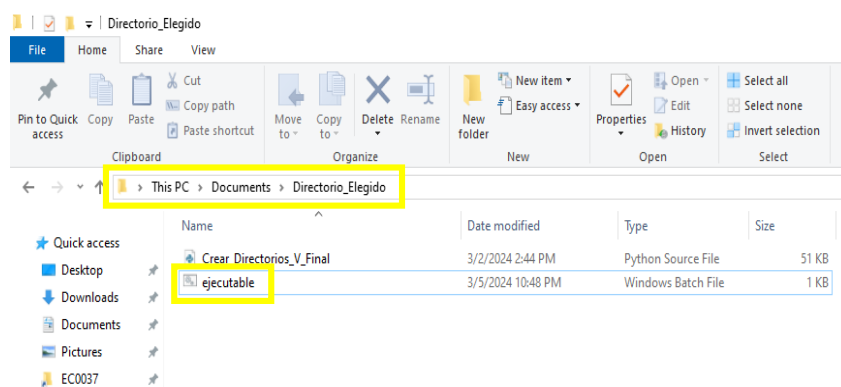 Directorio_Elegido
File Home Share View
Pin to Quick access
Copy
Paste
Cut
Copy path
Paste shortcut
Clipboard
Move to
Copy to
Delete
Rename
Organize
New folder
New item
Easy access
New
Properties
Open
Edit
History
Open
Select all
Select none
Invert selection
Select
This PC > Documents > Directorio_Elegido
Name Date modified Type Size
Quick access
Desktop
Downloads
Documents
Pictures
EC0037
Crear_Directorios_V_Final 3/2/2024 2:44 PM Python Source File 51 KB
ejecutable 3/5/2024 10:48 PM Windows Batch File 1 KB